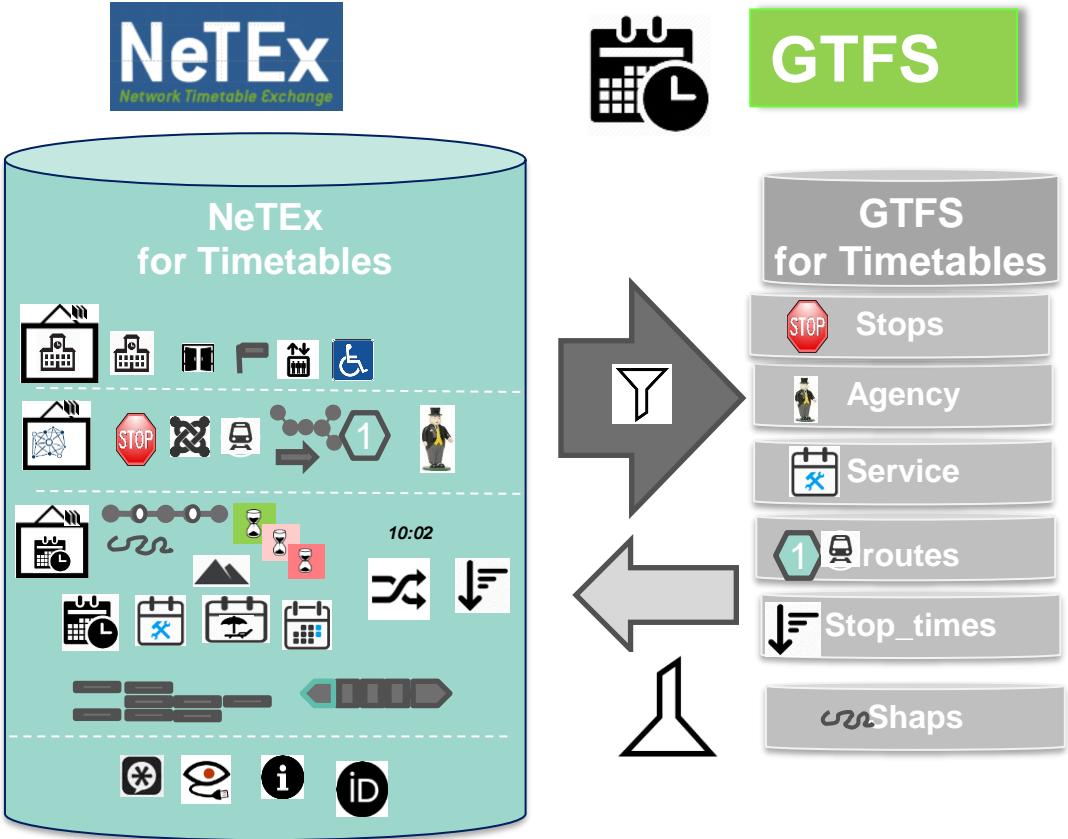 NeTEx
Network Timetable Exchange
GTFS
NeTEx
for Timetables
GTFS
for Timetables
STOP
Stops
Agency
STOP
1
Service
10:02
1
routes
Stop_times
Shaps
i
iD